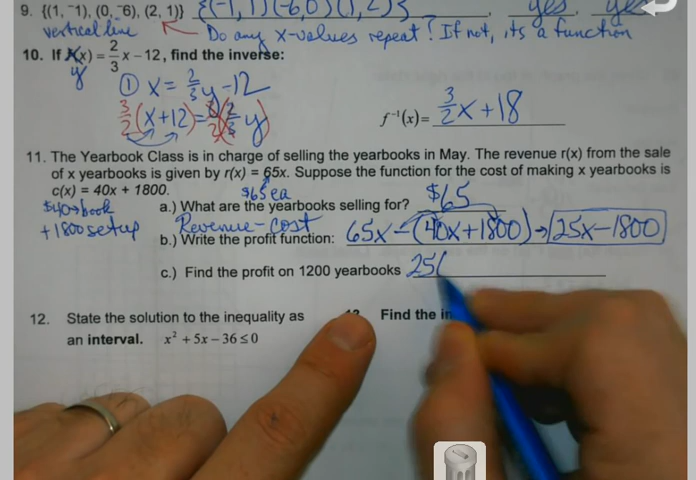 9. {(1, ⁻1), (0, ⁻6), (2, 1)} {(-1, 1)(-6,0)(1,2)} yes yes
vertical line Do any x-values repeat? If not, its a function
10. If f(x) = 2/3 x − 12, find the inverse:
y ① x = 2/3 y − 12
3/2 (x+12) = 3/2 (2/3 y) f⁻¹(x) = 3/2 x + 18
11. The Yearbook Class is in charge of selling the yearbooks in May. The revenue r(x) from the sale
of x yearbooks is given by r(x) = 65x. Suppose the function for the cost of making x yearbooks is
c(x) = 40x + 1800. $65 ea
$40→book a.) What are the yearbooks selling for? $65
+1800 setup Revenue - cost
b.) Write the profit function: 65x − (40x + 1800) → 25x − 1800
c.) Find the profit on 1200 yearbooks 25(
12. State the solution to the inequality as Find the in
an interval. x² + 5x − 36 ≤ 0